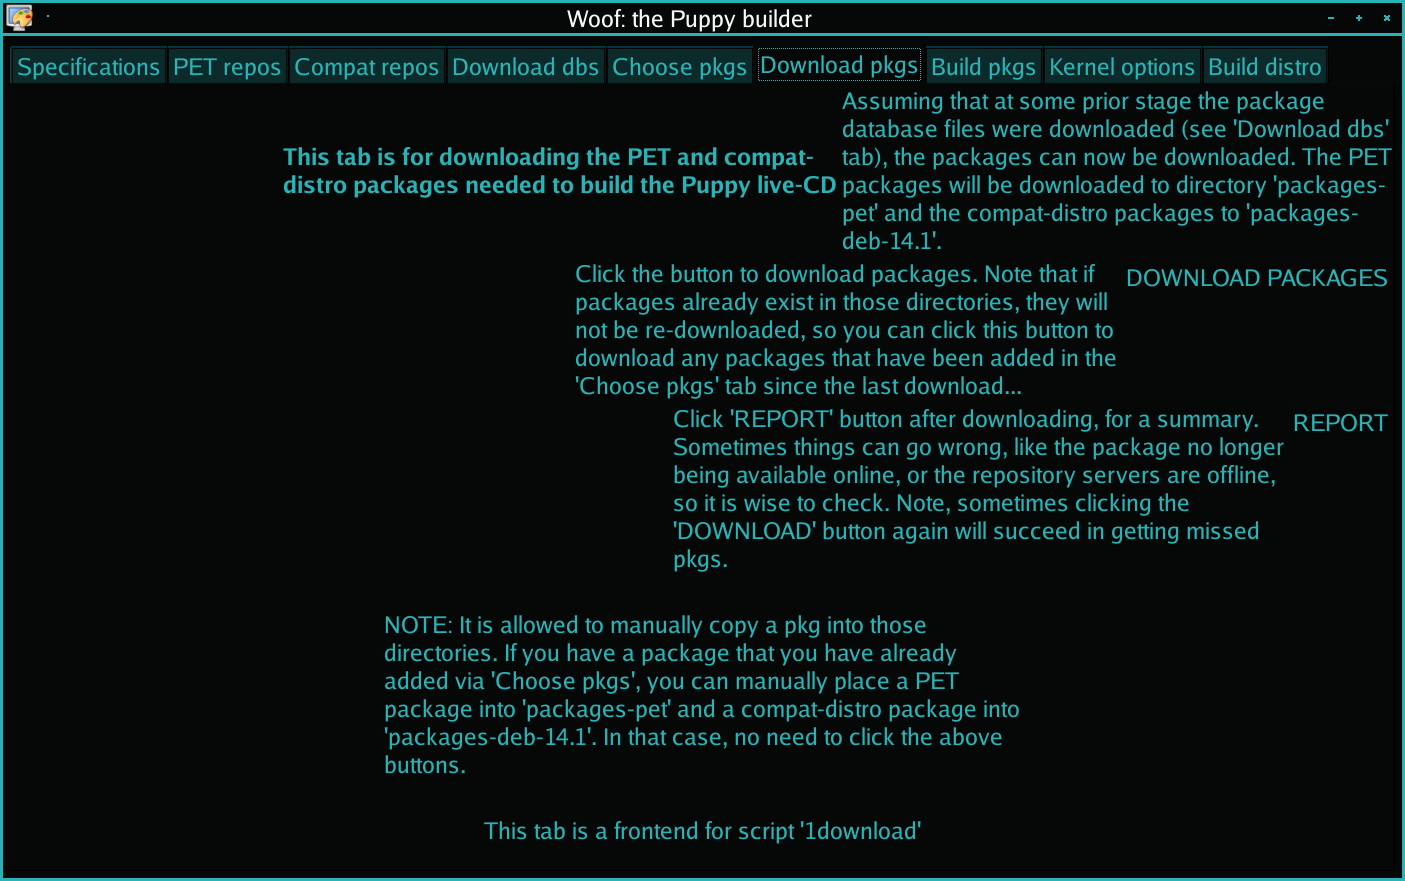 Woof: the Puppy builder
Specifications PET repos Compat repos Download dbs Choose pkgs Download pkgs Build pkgs Kernel options Build distro
This tab is for downloading the PET and compat-
distro packages needed to build the Puppy live-CD
Assuming that at some prior stage the package
database files were downloaded (see 'Download dbs'
tab), the packages can now be downloaded. The PET
packages will be downloaded to directory 'packages-
pet' and the compat-distro packages to 'packages-
deb-14.1'.
Click the button to download packages. Note that if
packages already exist in those directories, they will
not be re-downloaded, so you can click this button to
download any packages that have been added in the
'Choose pkgs' tab since the last download...
DOWNLOAD PACKAGES
Click 'REPORT' button after downloading, for a summary.
Sometimes things can go wrong, like the package no longer
being available online, or the repository servers are offline,
so it is wise to check. Note, sometimes clicking the
'DOWNLOAD' button again will succeed in getting missed
pkgs.
REPORT
NOTE: It is allowed to manually copy a pkg into those
directories. If you have a package that you have already
added via 'Choose pkgs', you can manually place a PET
package into 'packages-pet' and a compat-distro package into
'packages-deb-14.1'. In that case, no need to click the above
buttons.
This tab is a frontend for script '1download'